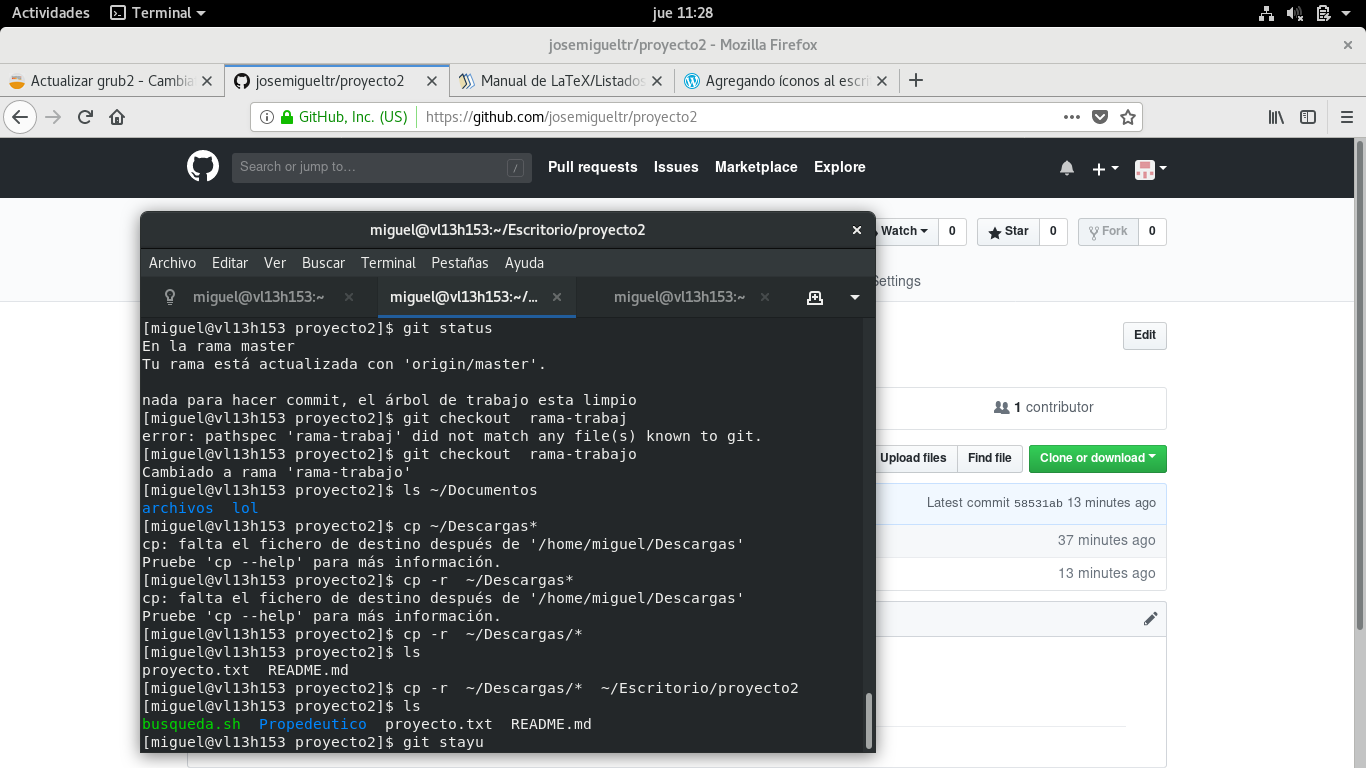 Actividades Terminal jue 11:28
josemigueltr/proyecto2 - Mozilla Firefox
Actualizar grub2 - Cambia josemigueltr/proyecto2 Manual de LaTeX/Listados Agregando íconos al escri
GitHub, Inc. (US) https://github.com/josemigueltr/proyecto2
Search or jump to… / Pull requests Issues Marketplace Explore
Watch 0 Star 0 Fork 0
Settings
Edit
1 contributor
Upload files Find file Clone or download
Latest commit 58531ab 13 minutes ago
37 minutes ago
13 minutes ago
miguel@vl13h153:~/Escritorio/proyecto2
Archivo Editar Ver Buscar Terminal Pestañas Ayuda
miguel@vl13h153:~ miguel@vl13h153:~/... miguel@vl13h153:~
[miguel@vl13h153 proyecto2]$ git status
En la rama master
Tu rama está actualizada con 'origin/master'.
nada para hacer commit, el árbol de trabajo esta limpio
[miguel@vl13h153 proyecto2]$ git checkout  rama-trabaj
error: pathspec 'rama-trabaj' did not match any file(s) known to git.
[miguel@vl13h153 proyecto2]$ git checkout  rama-trabajo
Cambiado a rama 'rama-trabajo'
[miguel@vl13h153 proyecto2]$ ls ~/Documentos
archivos  lol
[miguel@vl13h153 proyecto2]$ cp ~/Descargas*
cp: falta el fichero de destino después de '/home/miguel/Descargas'
Pruebe 'cp --help' para más información.
[miguel@vl13h153 proyecto2]$ cp -r  ~/Descargas*
cp: falta el fichero de destino después de '/home/miguel/Descargas'
Pruebe 'cp --help' para más información.
[miguel@vl13h153 proyecto2]$ cp -r  ~/Descargas/*
[miguel@vl13h153 proyecto2]$ ls
proyecto.txt  README.md
[miguel@vl13h153 proyecto2]$ cp -r  ~/Descargas/*  ~/Escritorio/proyecto2
[miguel@vl13h153 proyecto2]$ ls
busqueda.sh  Propedeutico  proyecto.txt  README.md
[miguel@vl13h153 proyecto2]$ git stayu